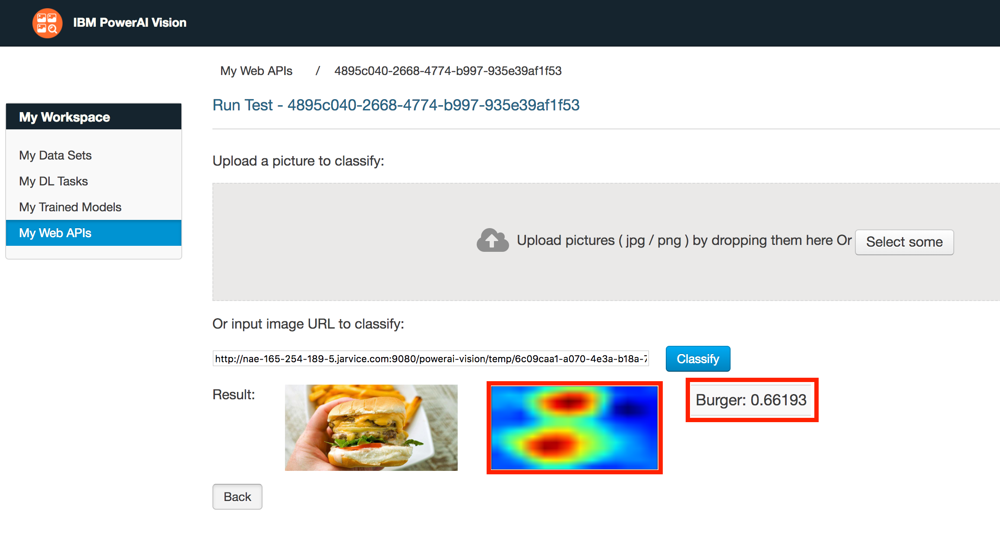 IBM PowerAI Vision
My Web APIs / 4895c040-2668-4774-b997-935e39af1f53
Run Test - 4895c040-2668-4774-b997-935e39af1f53
My Workspace
My Data Sets
My DL Tasks
My Trained Models
My Web APIs
Upload a picture to classify:
Upload pictures ( jpg / png ) by dropping them here Or Select some
Or input image URL to classify:
http://nae-165-254-189-5.jarvice.com:9080/powerai-vision/temp/6c09caa1-a070-4e3a-b18a-7
Classify
Result:
Burger: 0.66193
Back